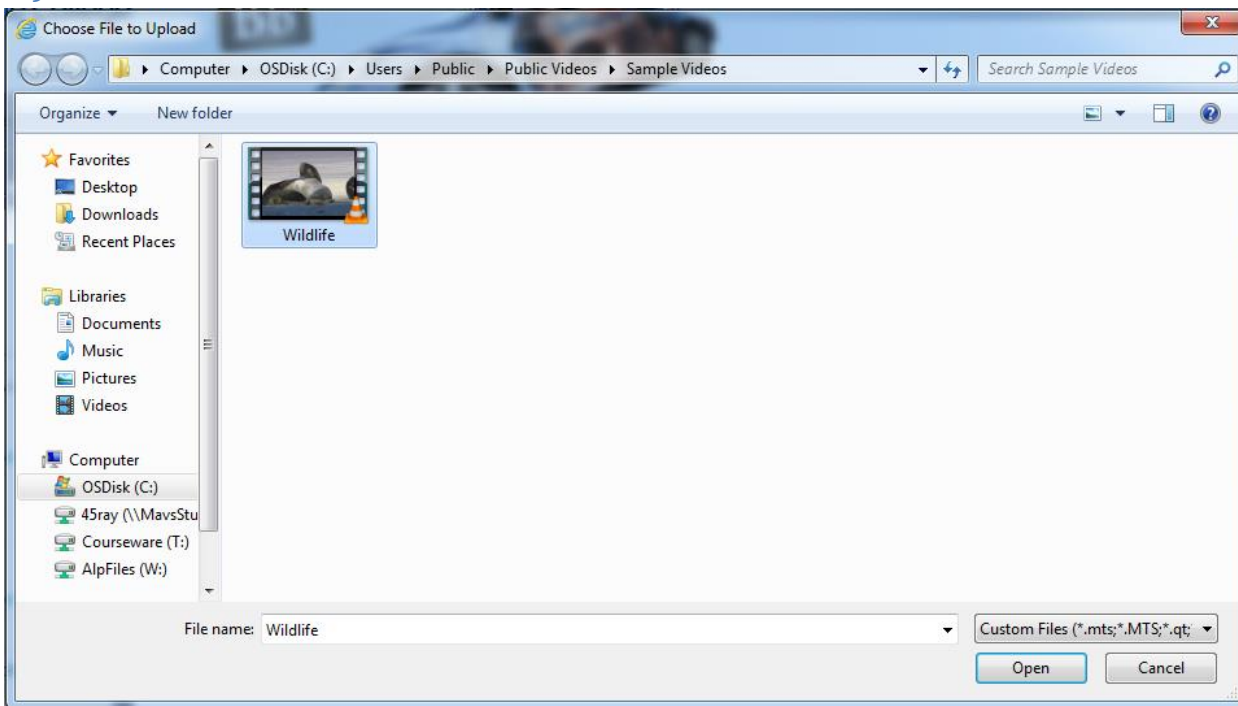 Choose File to Upload
Computer ▸ OSDisk (C:) ▸ Users ▸ Public ▸ Public Videos ▸ Sample Videos
Search Sample Videos
Organize
New folder
Favorites
Desktop
Downloads
Recent Places
Libraries
Documents
Music
Pictures
Videos
Computer
OSDisk (C:)
45ray (\\MavsStu
Courseware (T:)
AlpFiles (W:)
Wildlife
File name: Wildlife
Custom Files (*.mts;*.MTS;*.qt;
Open
Cancel